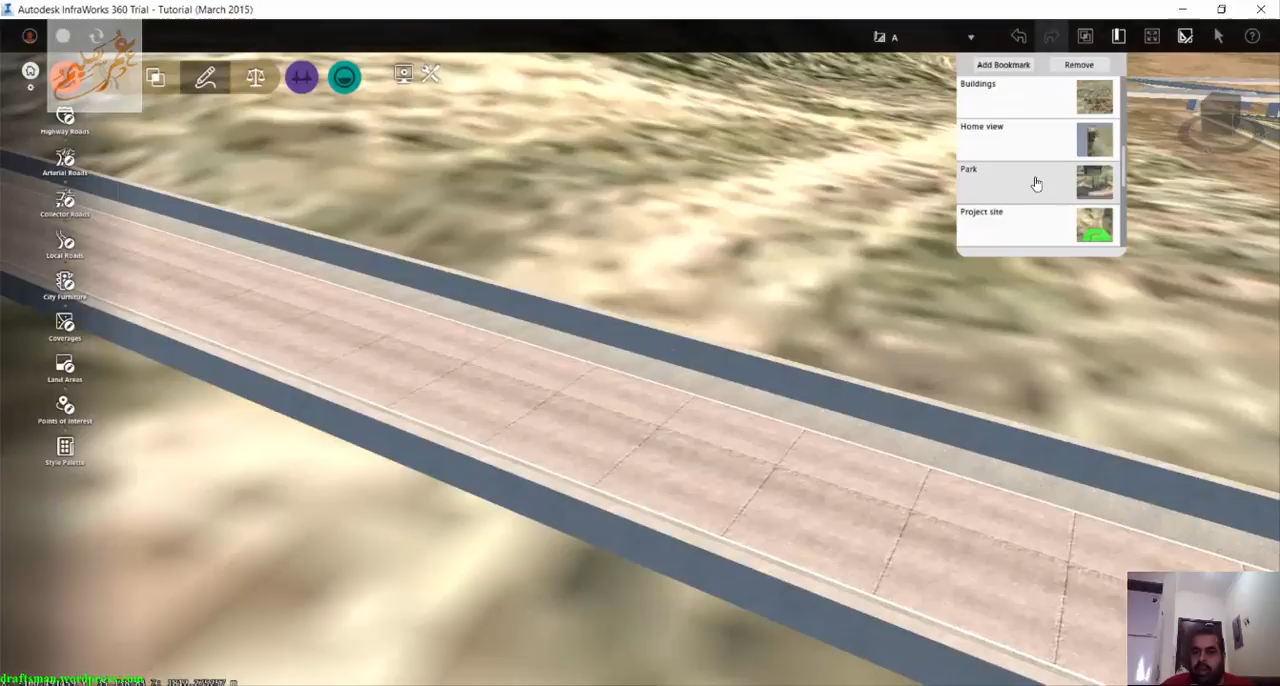 Autodesk InfraWorks 360 Trial - Tutorial (March 2015)
A
Add Bookmark
Remove
Buildings
Home view
Park
Project site
Highway Roads
Arterial Roads
Collector Roads
Local Roads
City Furniture
Coverages
Land Areas
Points of Interest
Style Palette
draftsman.wordpress.com